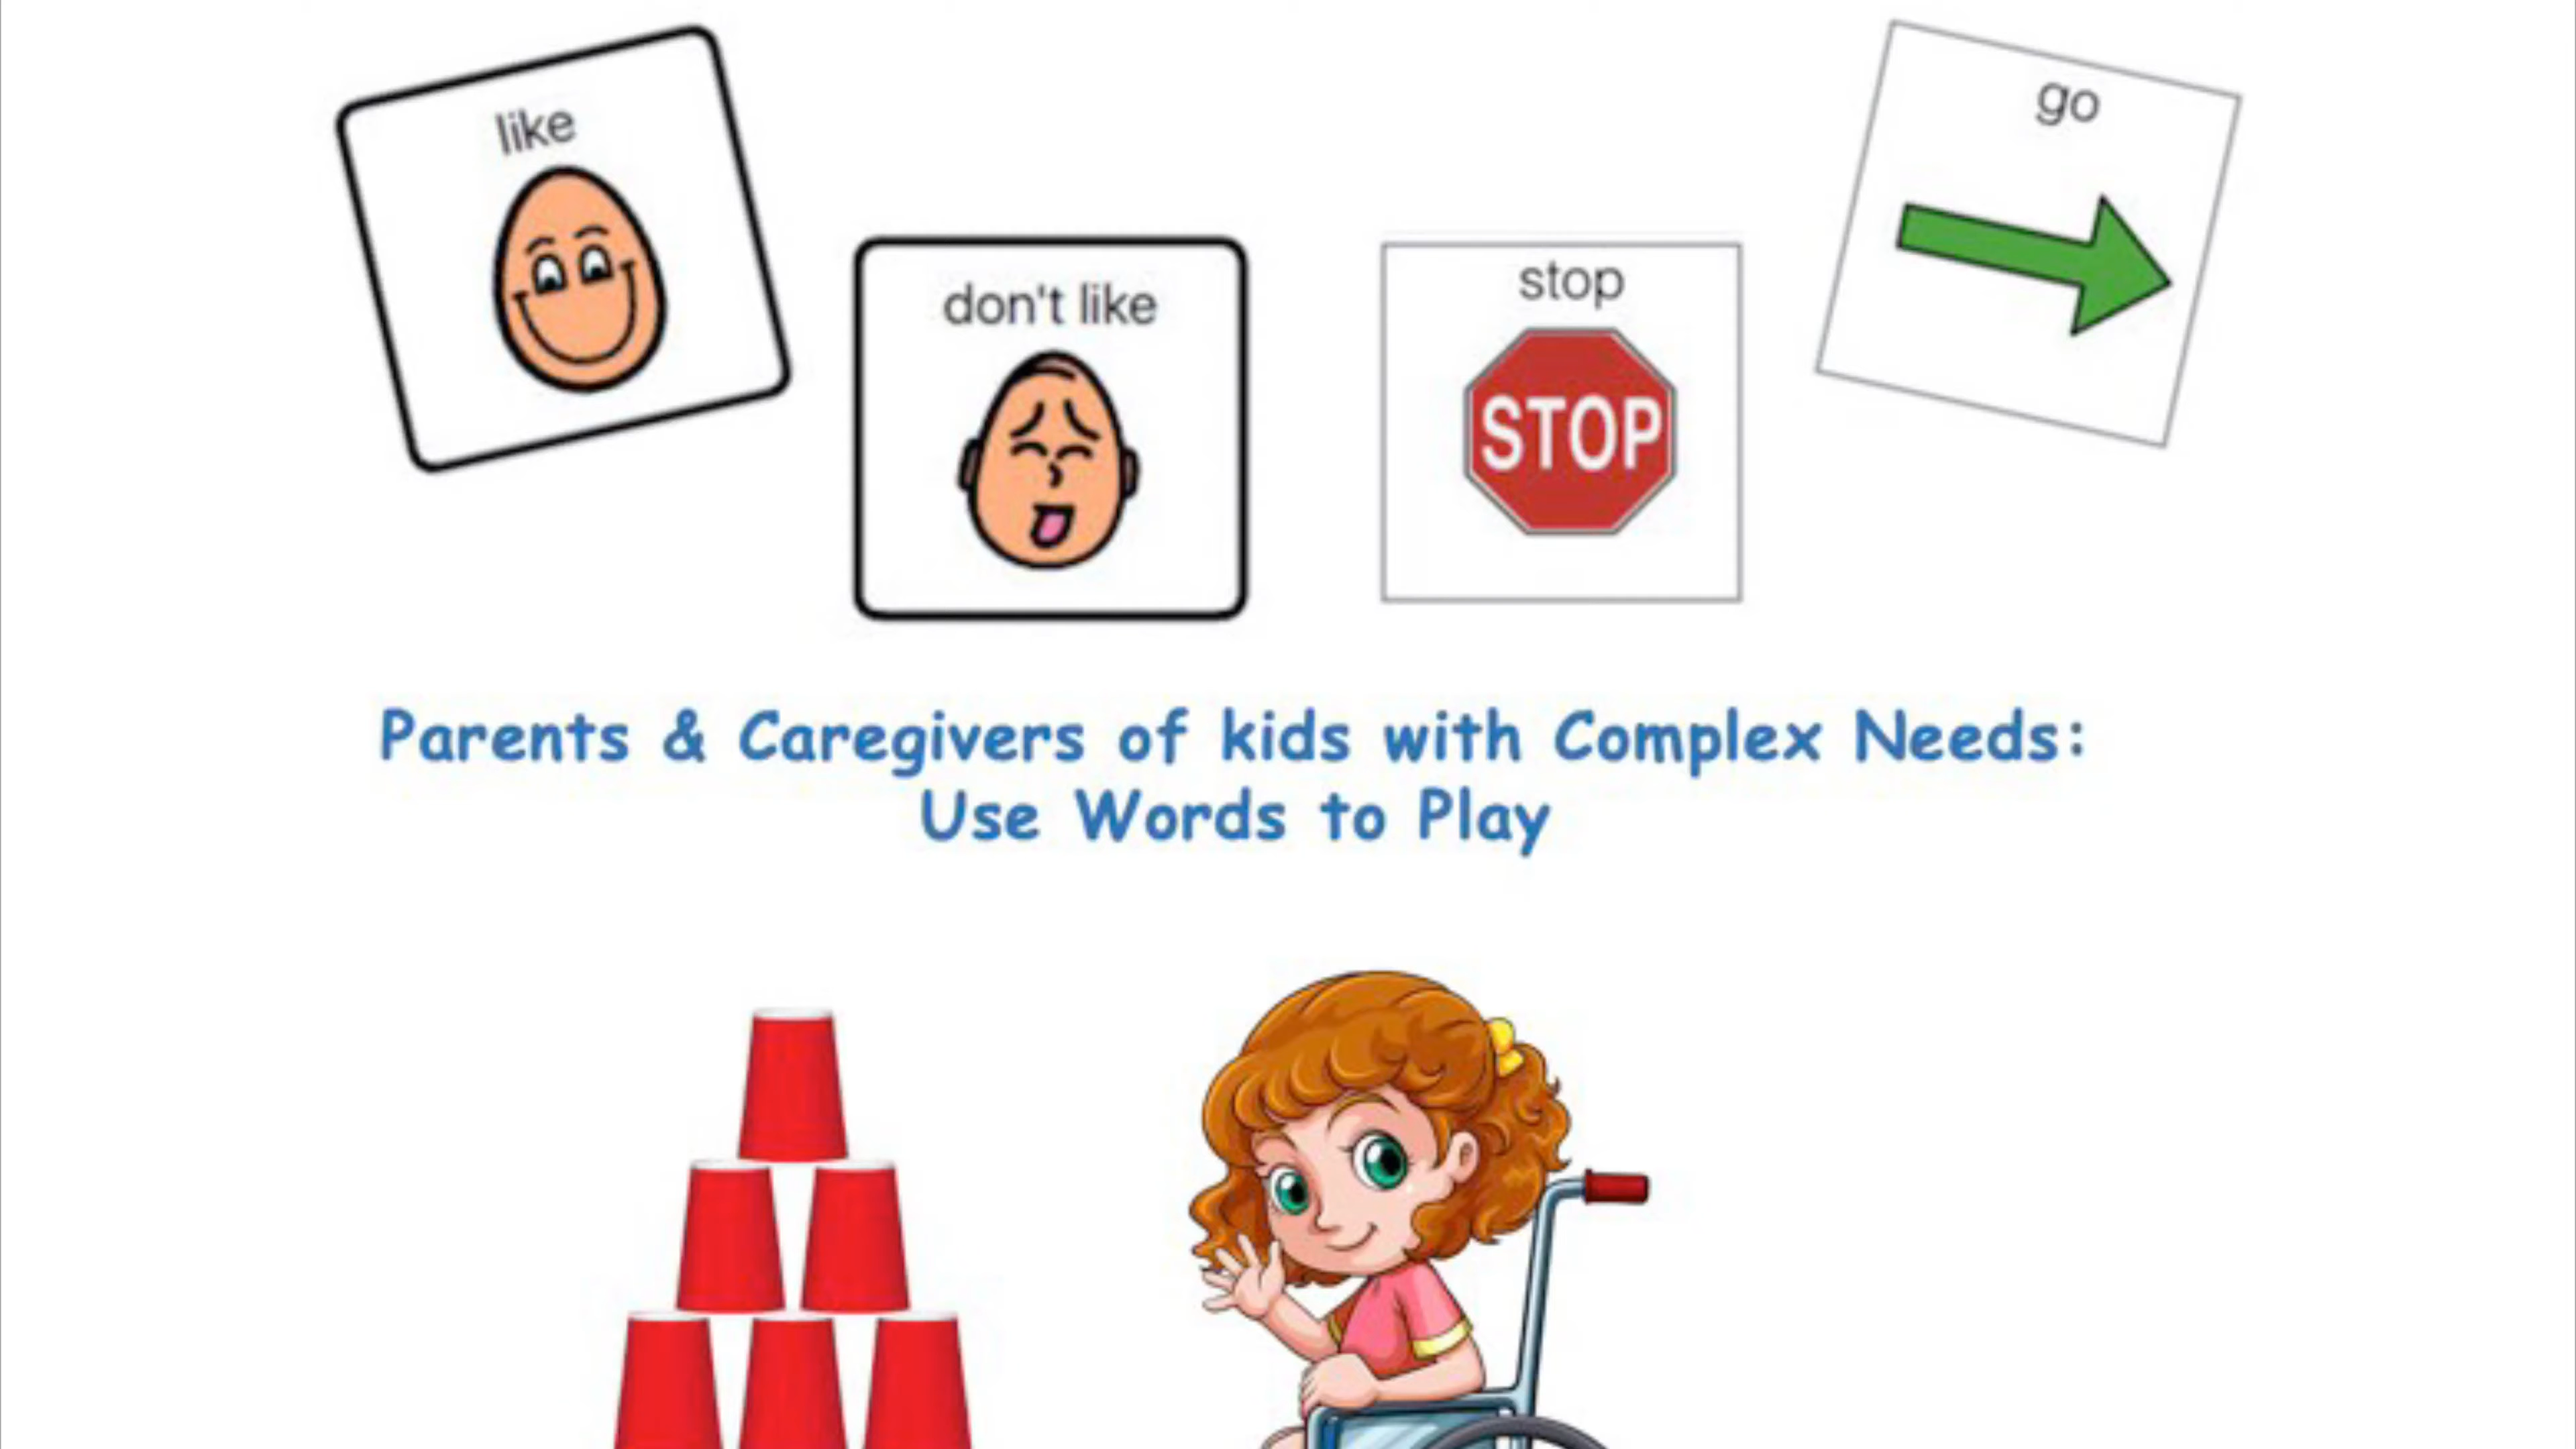 like
don't like
stop
STOP
go
Parents & Caregivers of kids with Complex Needs:
Use Words to Play